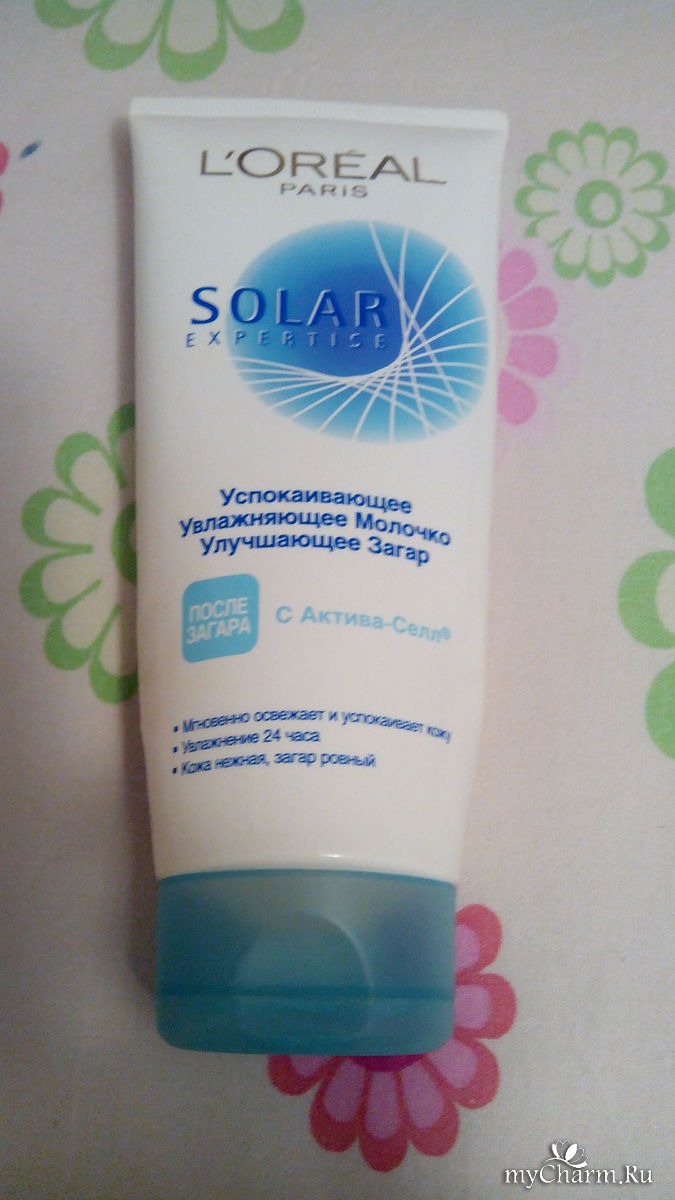 L'ORÉAL
PARIS
SOLAR
EXPERTISE
Успокаивающее
Увлажняющее Молочко
Улучшающее Загар
ПОСЛЕ
ЗАГАРА
С Актива-Селл®
• Мгновенно освежает и успокаивает кожу
• Увлажнение 24 часа
• Кожа нежная, загар ровный
myCharm.Ru